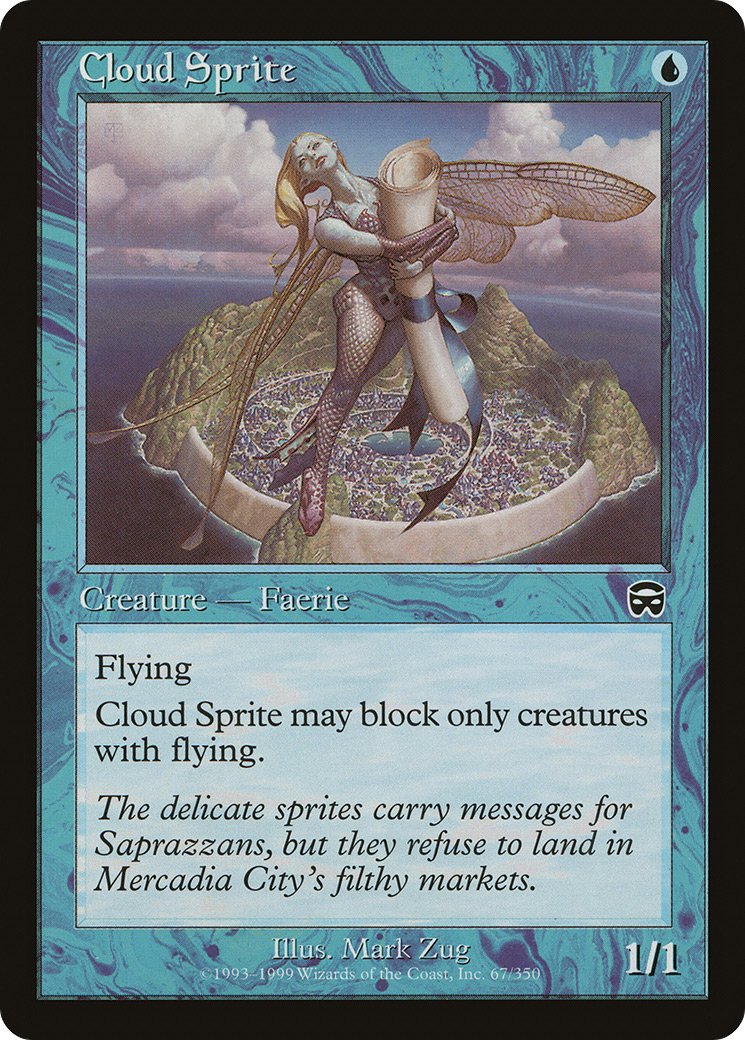 Cloud Sprite
Creature — Faerie
Flying
Cloud Sprite may block only creatures
with flying.
The delicate sprites carry messages for
Saprazzans, but they refuse to land in
Mercadia City's filthy markets.
Illus. Mark Zug
©1993–1999 Wizards of the Coast, Inc. 67/350
1/1